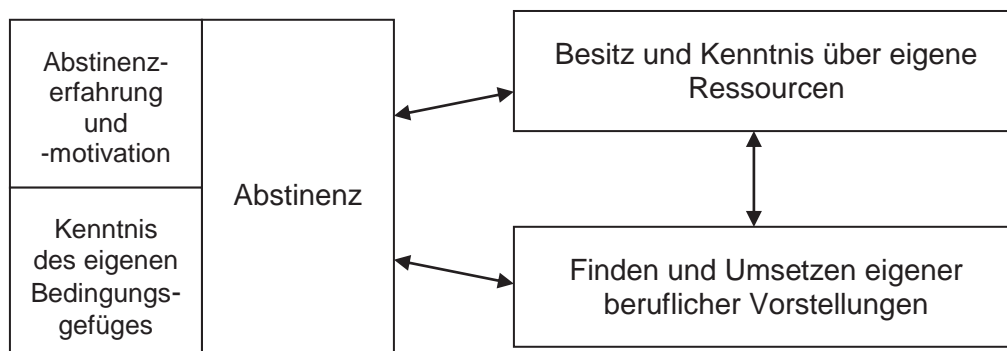 Abstinenz-
erfahrung
und
-motivation
Kenntnis
des eigenen
Bedingungs-
gefüges
Abstinenz
Besitz und Kenntnis über eigene
Ressourcen
Finden und Umsetzen eigener
beruflicher Vorstellungen